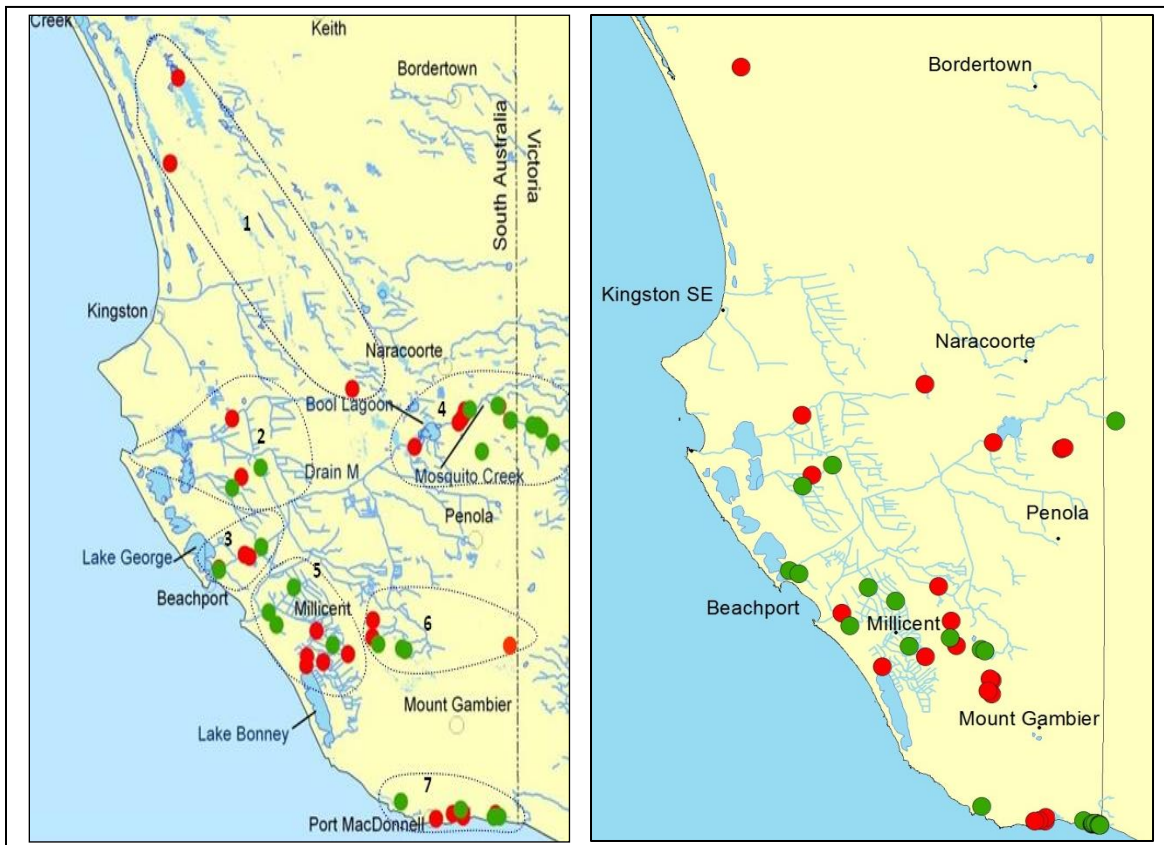 Creek
Keith
Bordertown
South Australia
Victoria
1
Kingston
Naracoorte
Bool Lagoon
4
2
Drain M
Mosquito Creek
Penola
3
Lake George
5
Beachport
Millicent
6
Mount Gambier
Lake Bonney
7
Port MacDonnell
Bordertown
Kingston SE
Naracoorte
Penola
Beachport
Millicent
Mount Gambier